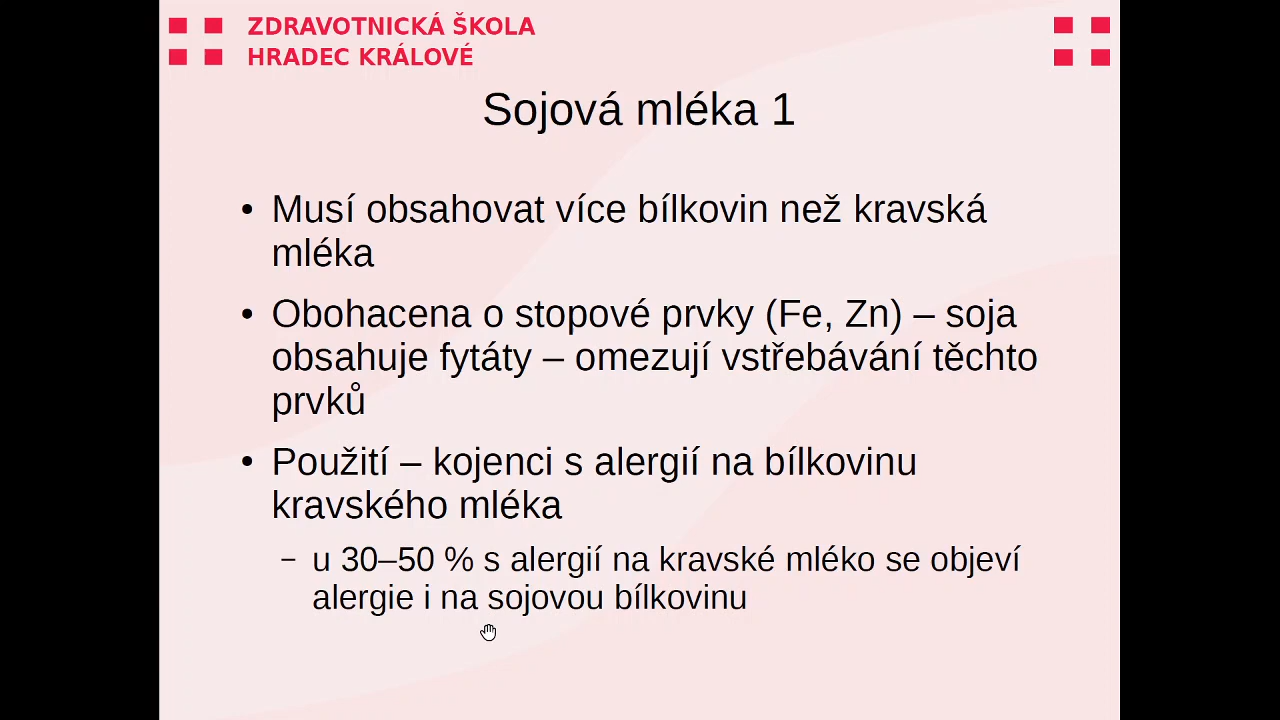 ZDRAVOTNICKÁ ŠKOLA
HRADEC KRÁLOVÉ
Sojová mléka 1
• Musí obsahovat více bílkovin než kravská
mléka
• Obohacena o stopové prvky (Fe, Zn) – soja
obsahuje fytáty – omezují vstřebávání těchto
prvků
• Použití – kojenci s alergií na bílkovinu
kravského mléka
– u 30–50 % s alergií na kravské mléko se objeví
alergie i na sojovou bílkovinu